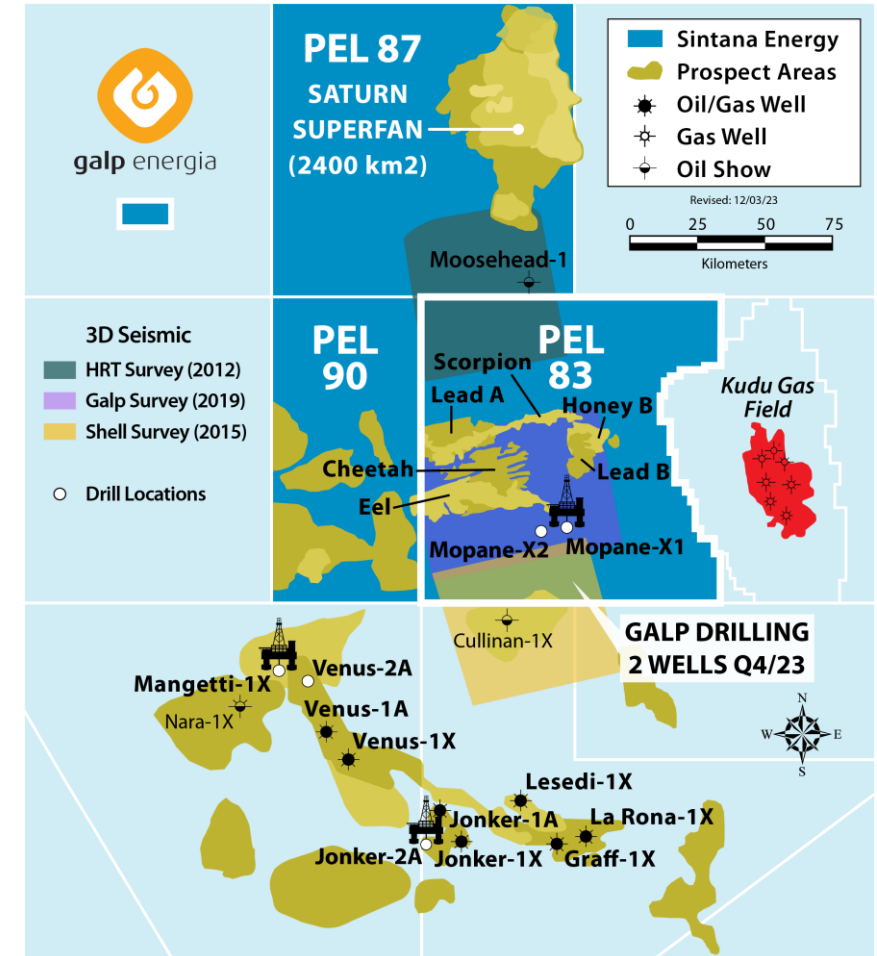 galp energia
PEL 87
SATURN
SUPERFAN
(2400 km2)
Sintana Energy
Prospect Areas
Oil/Gas Well
Gas Well
Oil Show
Revised: 12/03/23
0 25 50 75
Kilometers
Moosehead-1
3D Seismic
HRT Survey (2012)
Galp Survey (2019)
Shell Survey (2015)
Drill Locations
PEL
90
PEL
83
Scorpion
Lead A
Honey B
Cheetah
Lead B
Eel
Mopane-X2
Mopane-X1
Kudu Gas
Field
Cullinan-1X
GALP DRILLING
2 WELLS Q4/23
N
W
E
S
Mangetti-1X
Venus-2A
Nara-1X
Venus-1A
Venus-1X
Lesedi-1X
Jonker-1A
La Rona-1X
Jonker-2A
Jonker-1X
Graff-1X